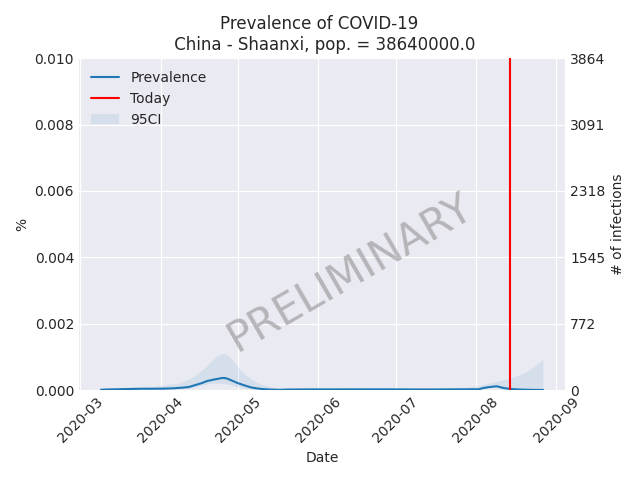 Prevalence of COVID-19
China - Shaanxi, pop. = 38640000.0
Prevalence
Today
95CI
0.010
0.008
0.006
0.004
0.002
0.000
%
3864
3091
2318
1545
772
0
# of infections
PRELIMINARY
2020-03
2020-04
2020-05
2020-06
2020-07
2020-08
2020-09
Date